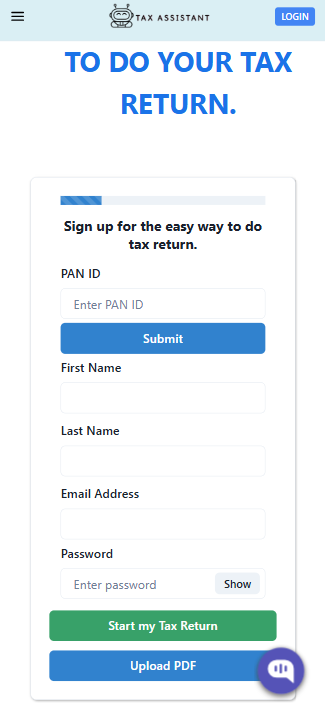 TAX ASSISTANT
LOGIN
TO DO YOUR TAX
RETURN.
Sign up for the easy way to do
tax return.
PAN ID
Enter PAN ID
Submit
First Name
Last Name
Email Address
Password
Enter password
Show
Start my Tax Return
Upload PDF